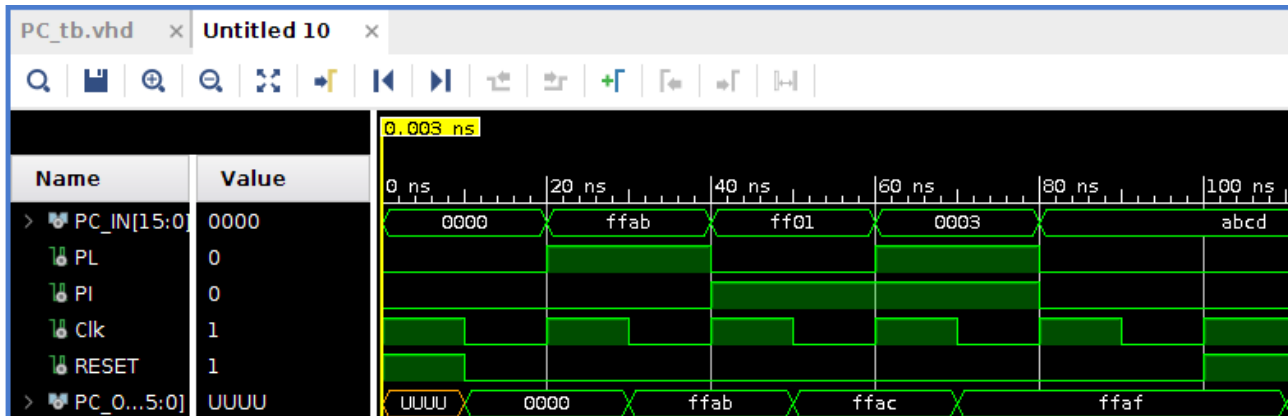 PC_tb.vhd × Untitled 10 ×
0.003 ns
Name Value
0 ns 20 ns 40 ns 60 ns 80 ns 100 ns
PC_IN[15:0] 0000 0000 ffab ff01 0003 abcd
PL 0
PI 0
Clk 1
RESET 1
PC_O...5:0] UUUU UUUU 0000 ffab ffac ffaf